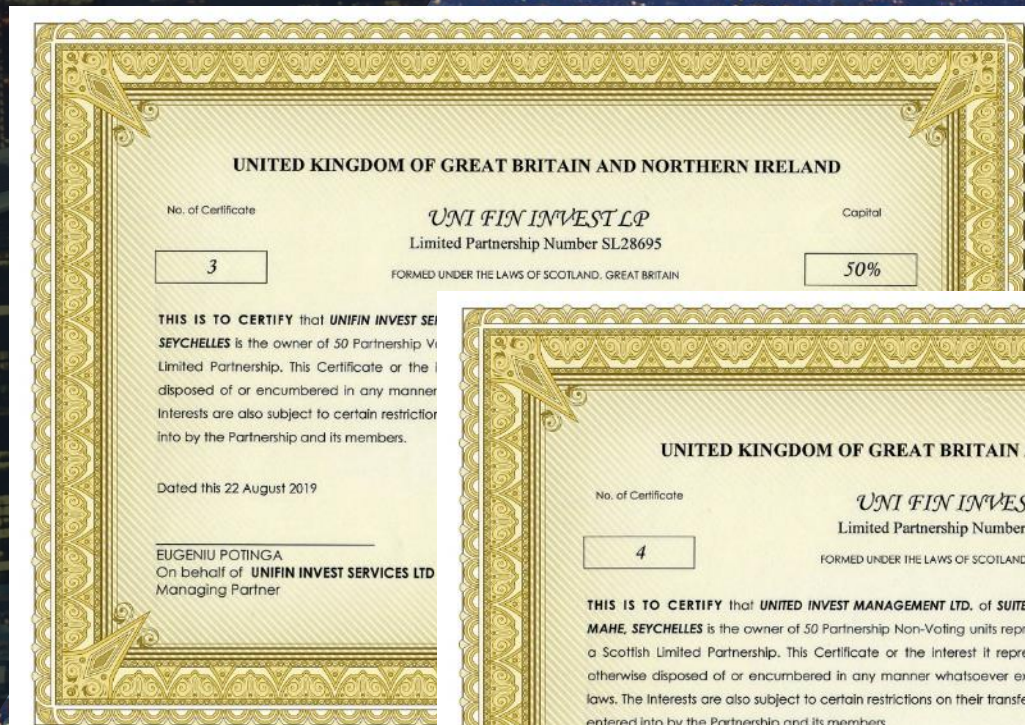 UNITED KINGDOM OF GREAT BRITAIN AND NORTHERN IRELAND
No. of Certificate
UNI FIN INVEST LP
Capital
Limited Partnership Number SL28695
3
FORMED UNDER THE LAWS OF SCOTLAND. GREAT BRITAIN
50%
THIS IS TO CERTIFY that UNIFIN INVEST
SEYCHELLES is the owner of 50 Partnership
Limited Partnership. This Certificate or the
disposed of or encumbered in any manner
Interests are also subject to certain
into by the Partnership and its members.
Dated this 22 August 2019
EUGENIU POTINGA
On behalf of UNIFIN INVEST SERVICES LTD
Managing Partner
UNITED KINGDOM OF GREAT BRITAIN
No. of Certificate
UNI FIN
Limited Partnership Number
4
FORMED UNDER THE LAWS OF SCOTLAND
THIS IS TO CERTIFY that UNITED INVEST MANAGEMENT LTD. of SUITE
MAHE, SEYCHELLES is the owner of 50 Partnership Non-Voting units
a Scottish Limited Partnership. This Certificate or the interest it
otherwise disposed of or encumbered in any manner whatsoever
laws. The Interests are also subject to certain restrictions on their
entered into by the Partnership and its members